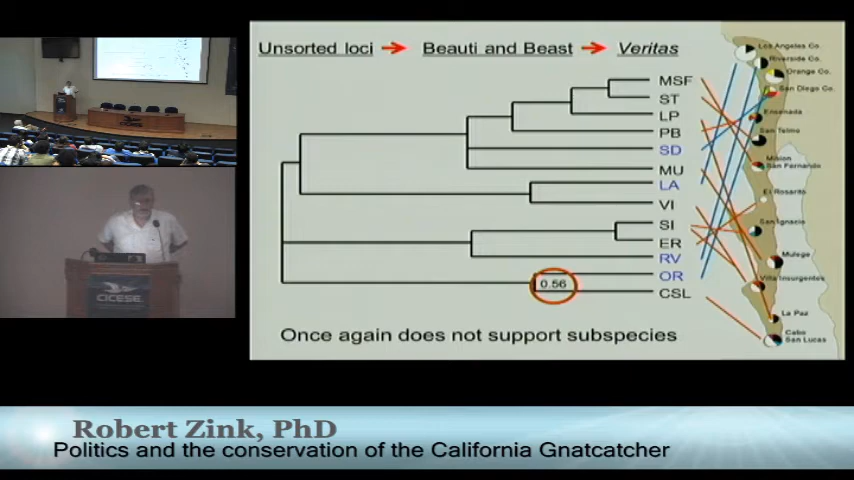 Unsorted loci → Beauti and Beast → Veritas
MSF
ST
LP
PB
SD
MU
LA
VI
SI
ER
RV
OR
CSL
0.56
Los Angeles Co.
Riverside Co.
Orange Co.
San Diego Co.
Ensenada
San Telmo
Mision
San Fernando
El Rosarito
San Ignacio
Mulege
Villa Insurgentes
La Paz
Cabo
San Lucas
Once again does not support subspecies
CICESE
Robert Zink, PhD
Politics and the conservation of the California Gnatcatcher